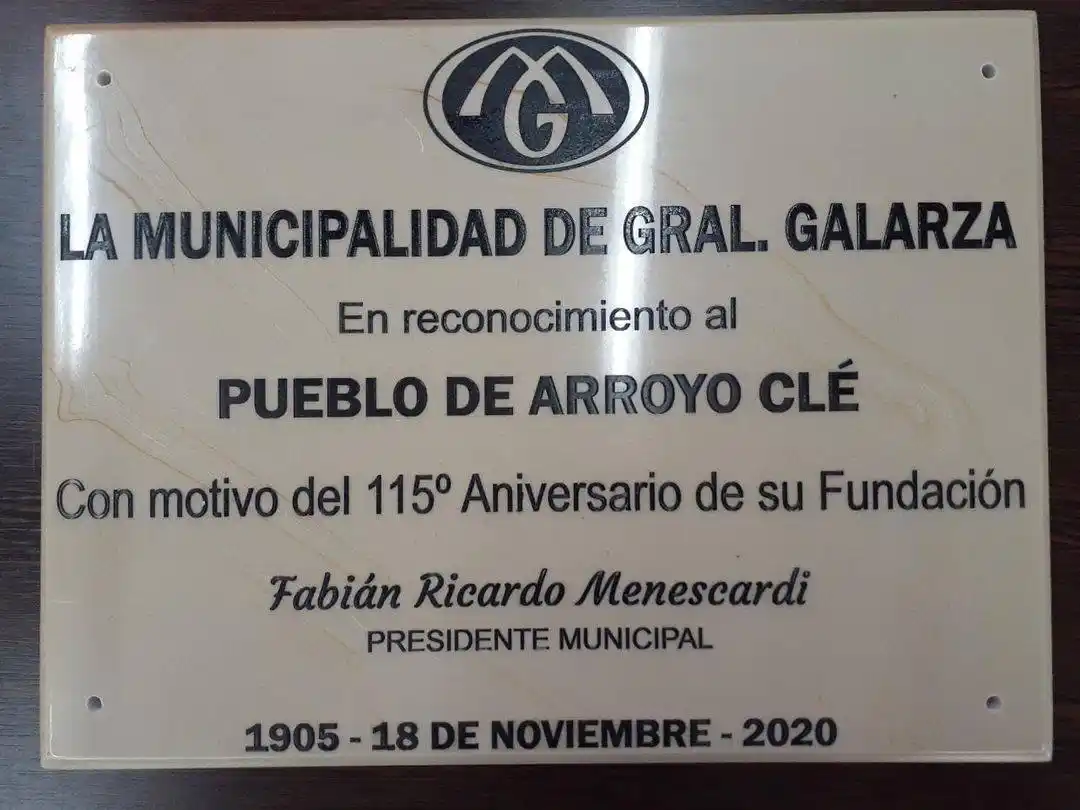 MG
LA MUNICIPALIDAD DE GRAL. GALARZA
En reconocimiento al
PUEBLO DE ARROYO CLÉ
Con motivo del 115º Aniversario de su Fundación
Fabián Ricardo Menescardi
PRESIDENTE MUNICIPAL
1905 - 18 DE NOVIEMBRE - 2020